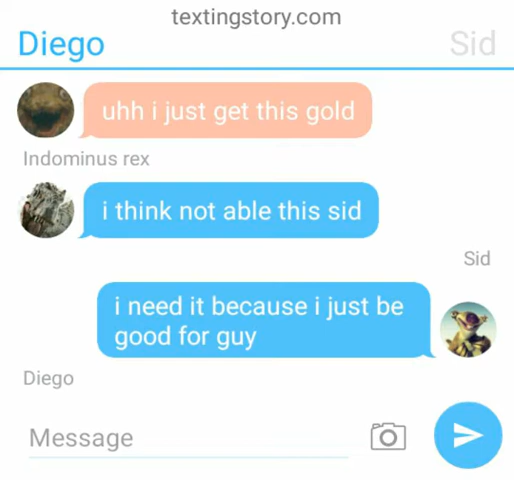 textingstory.com
Diego
Sid
uhh i just get this gold
Indominus rex
i think not able this sid
Sid
i need it because i just be
good for guy
Diego
Message